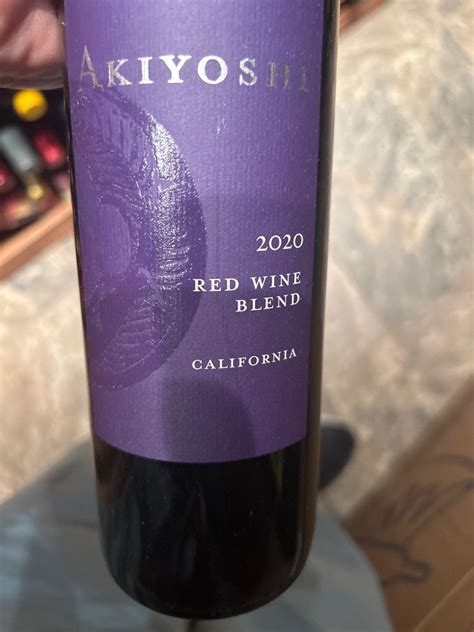 AKIYOSHI
2020
RED WINE
BLEND
CALIFORNIA